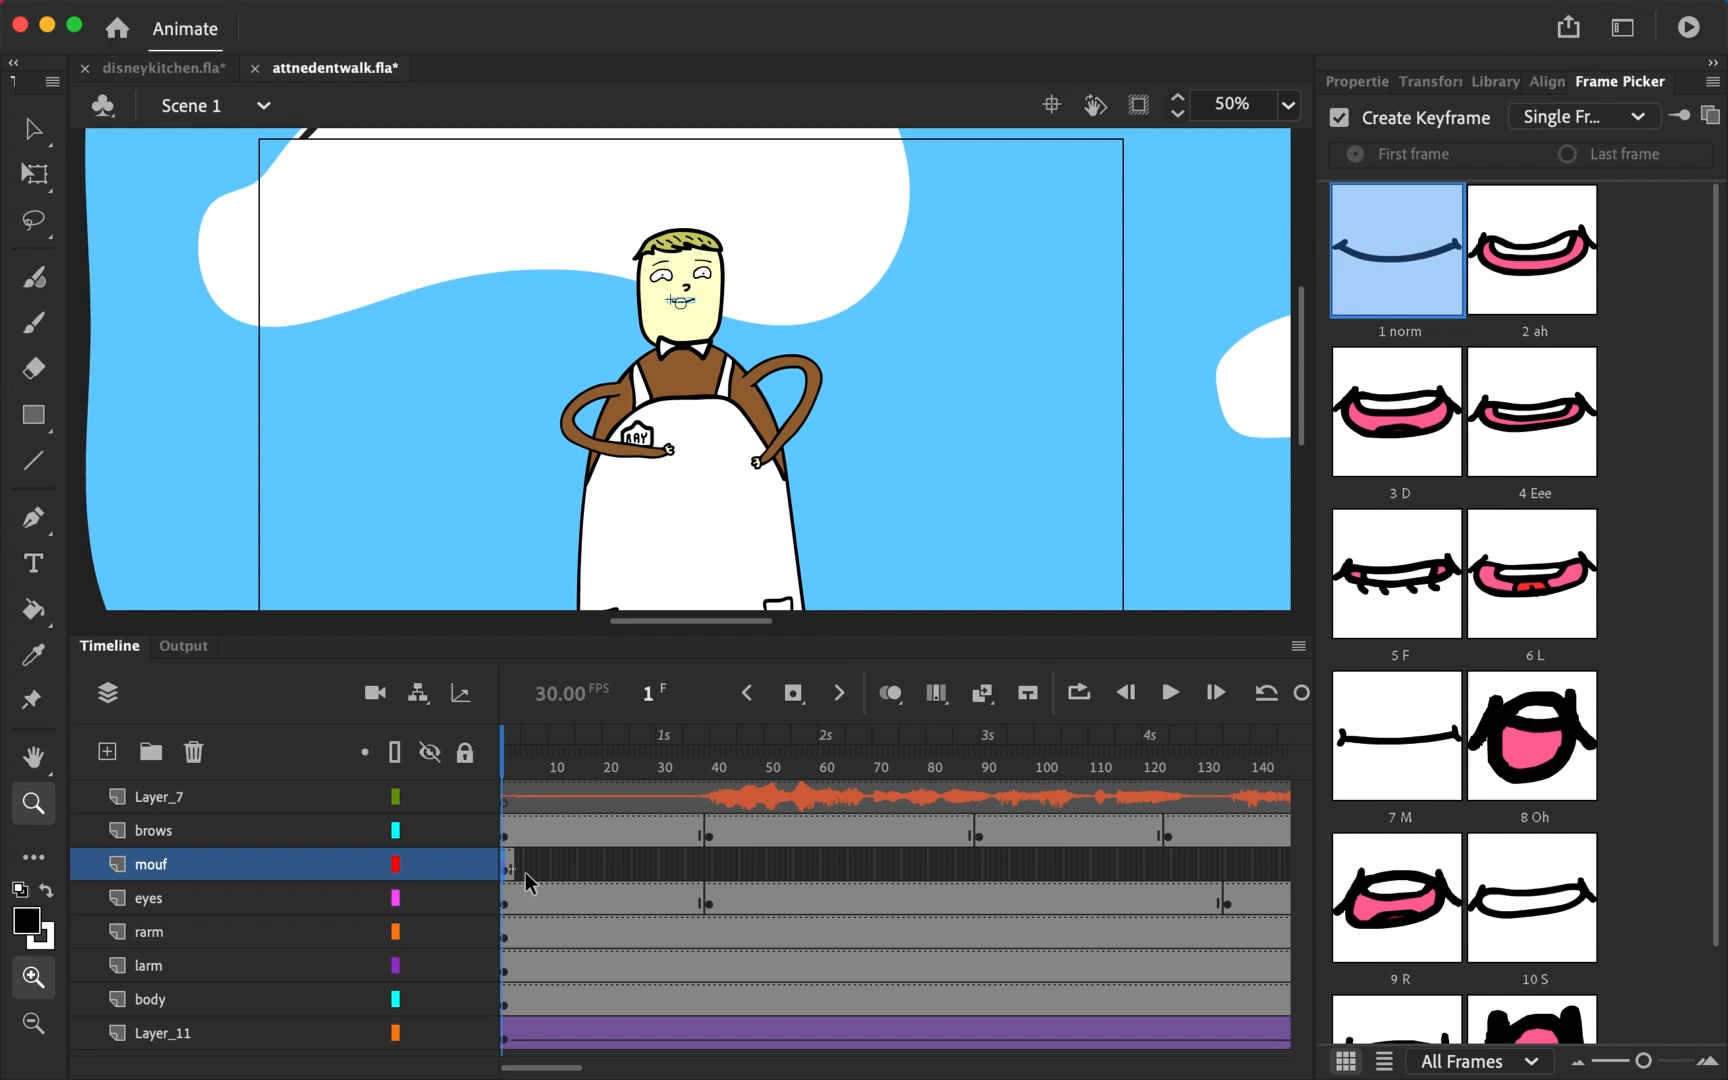 Animate
disneykitchen.fla*
attnedentwalk.fla*
Scene 1
50%
Propertie Transfor Library Align Frame Picker
Create Keyframe
Single Fr...
First frame
Last frame
1 norm
2 ah
3 D
4 Eee
5 F
6 L
7 M
8 Oh
9 R
10 S
All Frames
RAY
T
Timeline
Output
30.00 FPS
1 F
1s 2s 3s 4s
10 20 30 40 50 60 70 80 90 100 110 120 130 140
Layer_7
brows
mouf
eyes
rarm
larm
body
Layer_11